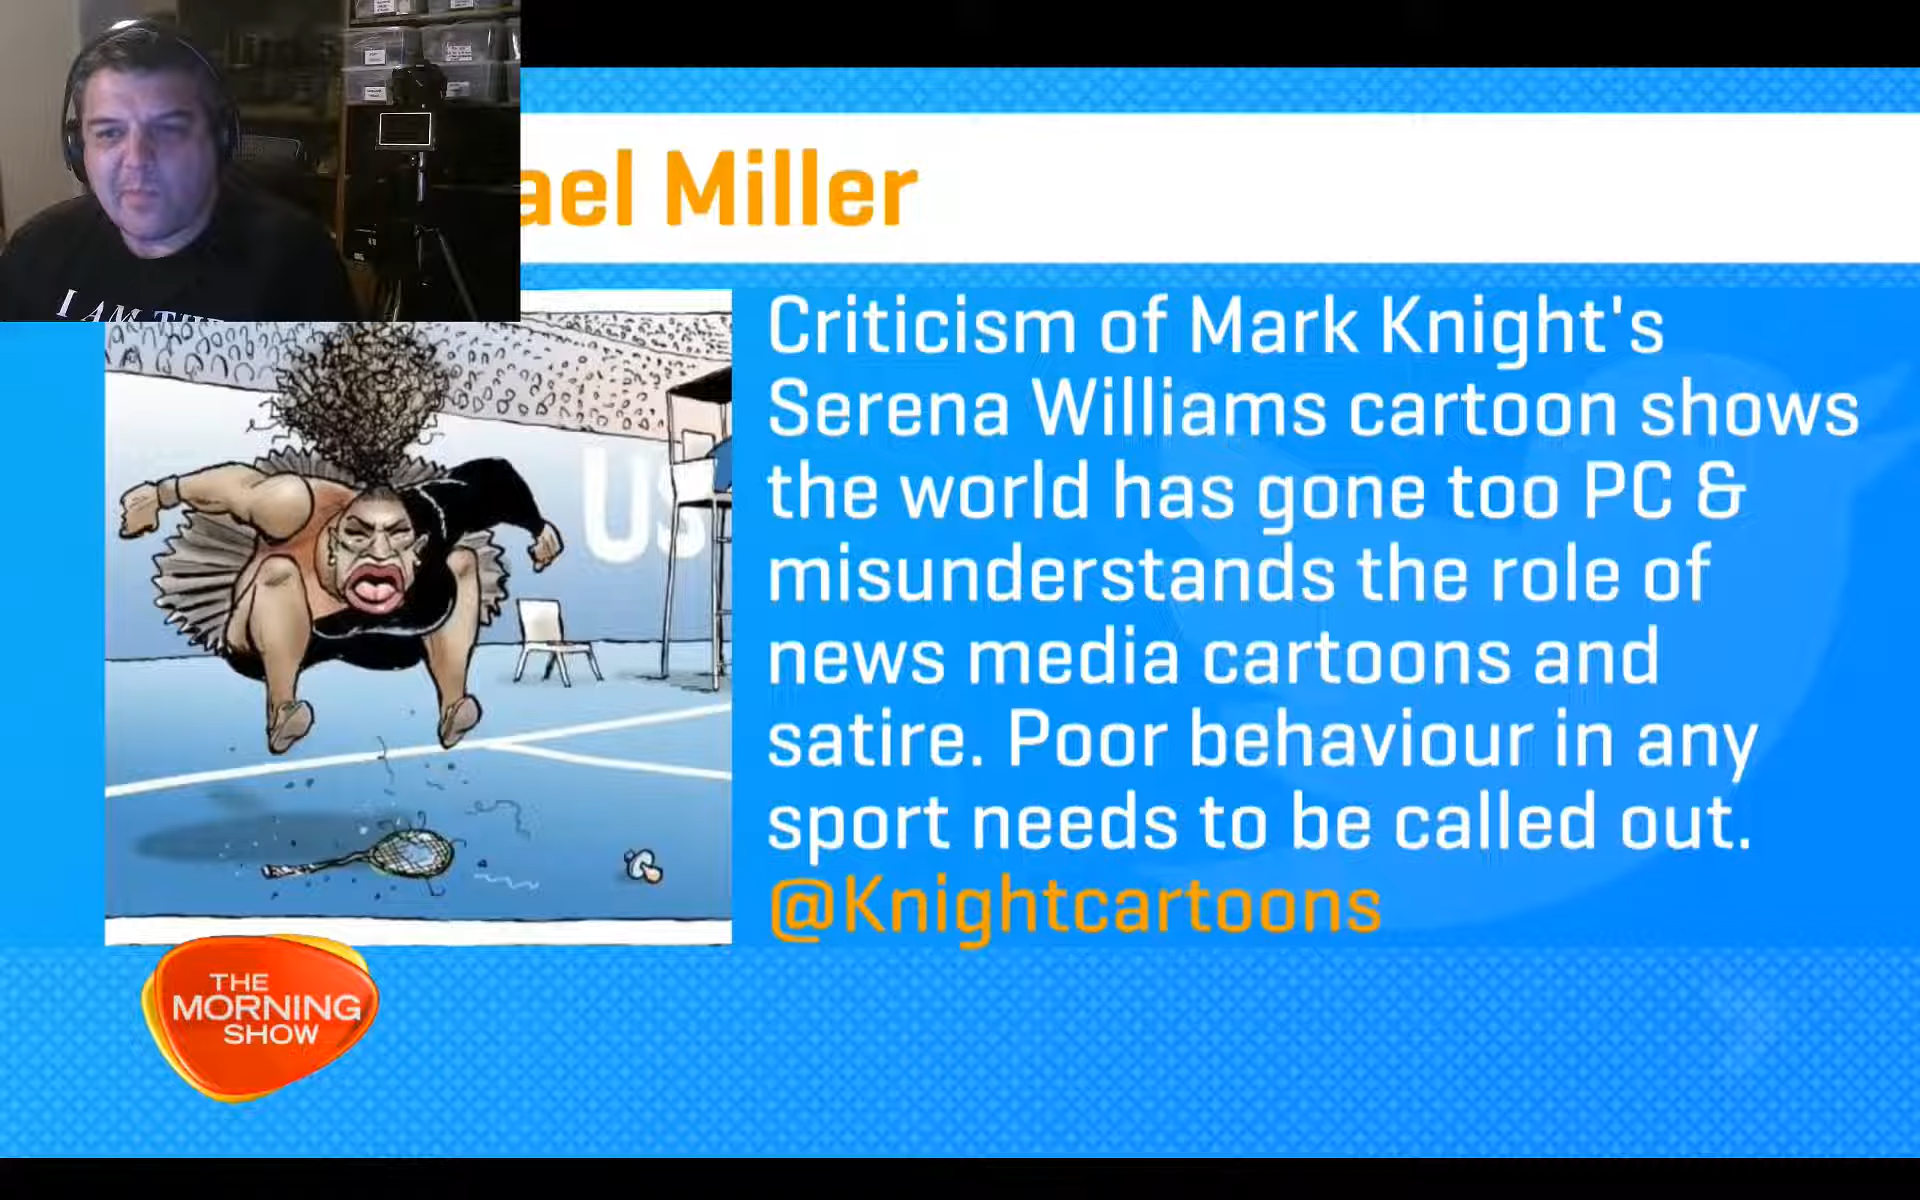 I AM THE
ael Miller
Criticism of Mark Knight's
Serena Williams cartoon shows
the world has gone too PC &
misunderstands the role of
news media cartoons and
satire. Poor behaviour in any
sport needs to be called out.
@Knightcartoons
US
THE
MORNING
SHOW